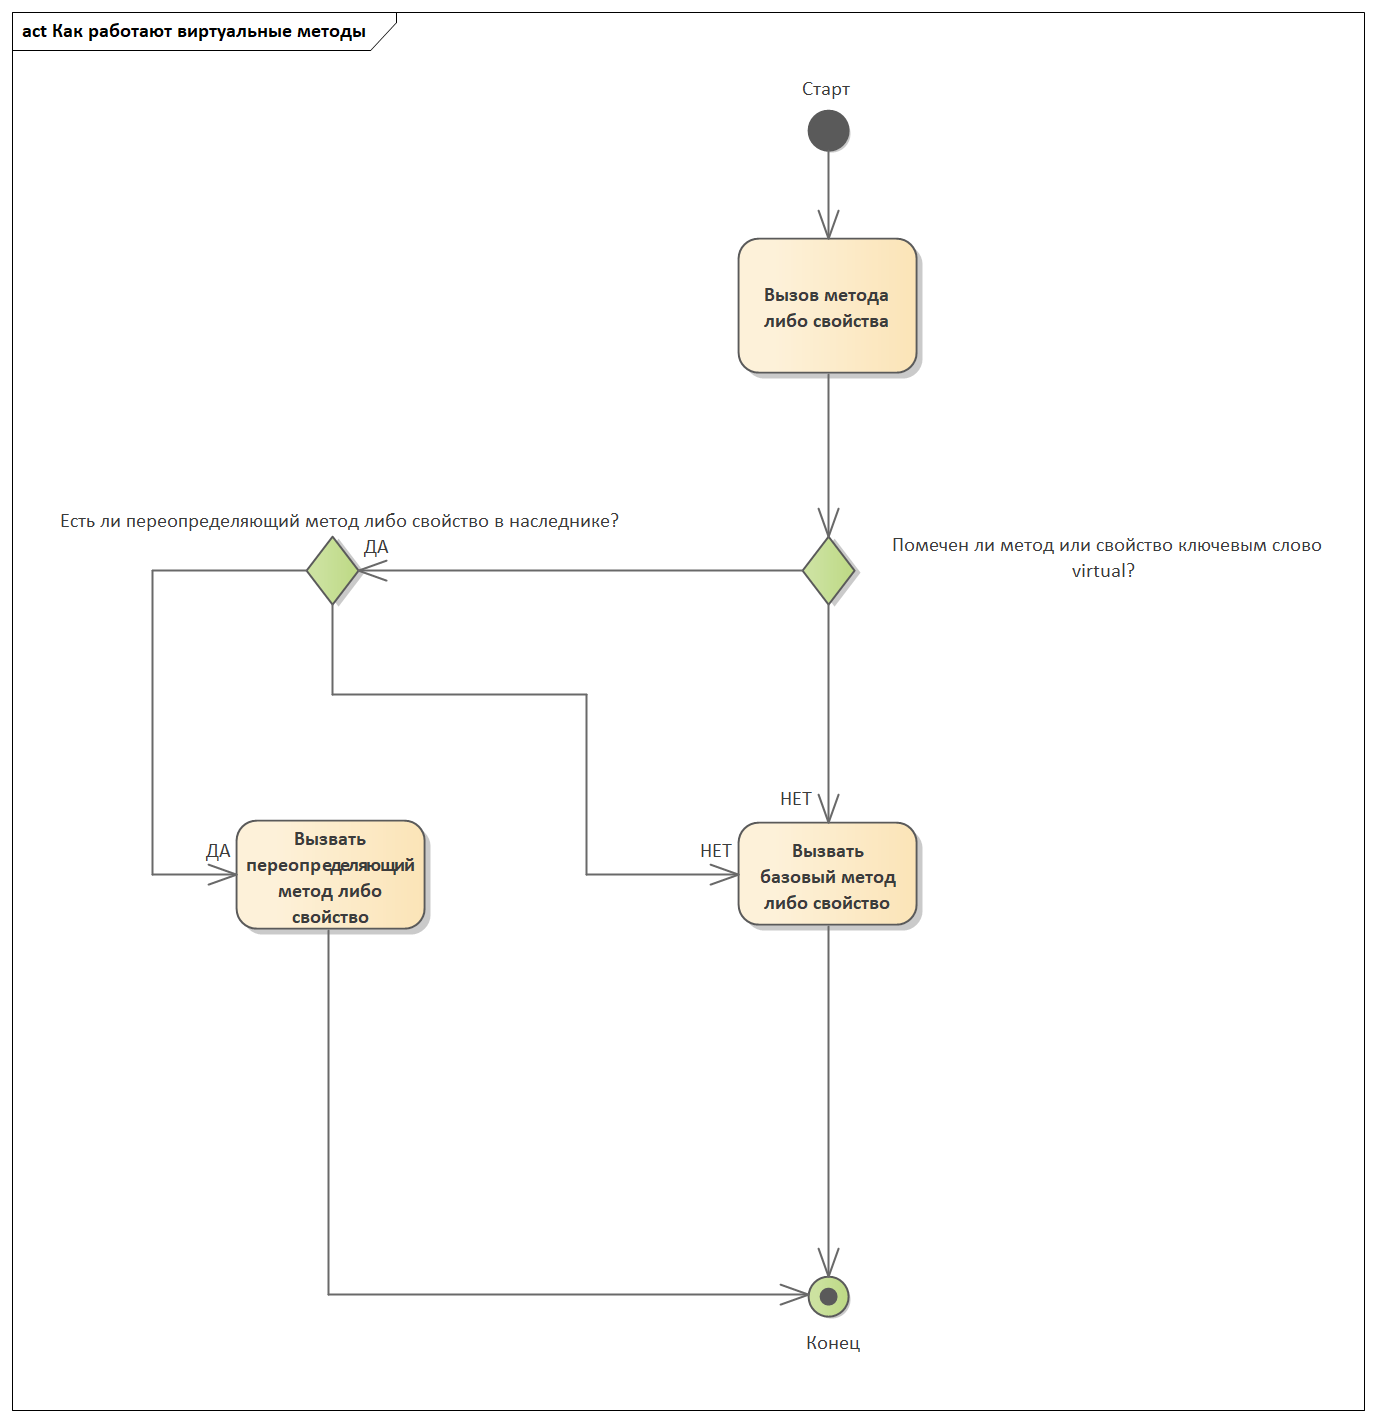 act Как работают виртуальные методы
Старт
Вызов метода
либо свойства
Есть ли переопределяющий метод либо свойство в наследнике?
ДА
Помечен ли метод или свойство ключевым слово
virtual?
НЕТ
ДА
Вызвать
переопределяющий
метод либо
свойство
НЕТ
Вызвать
базовый метод
либо свойство
Конец